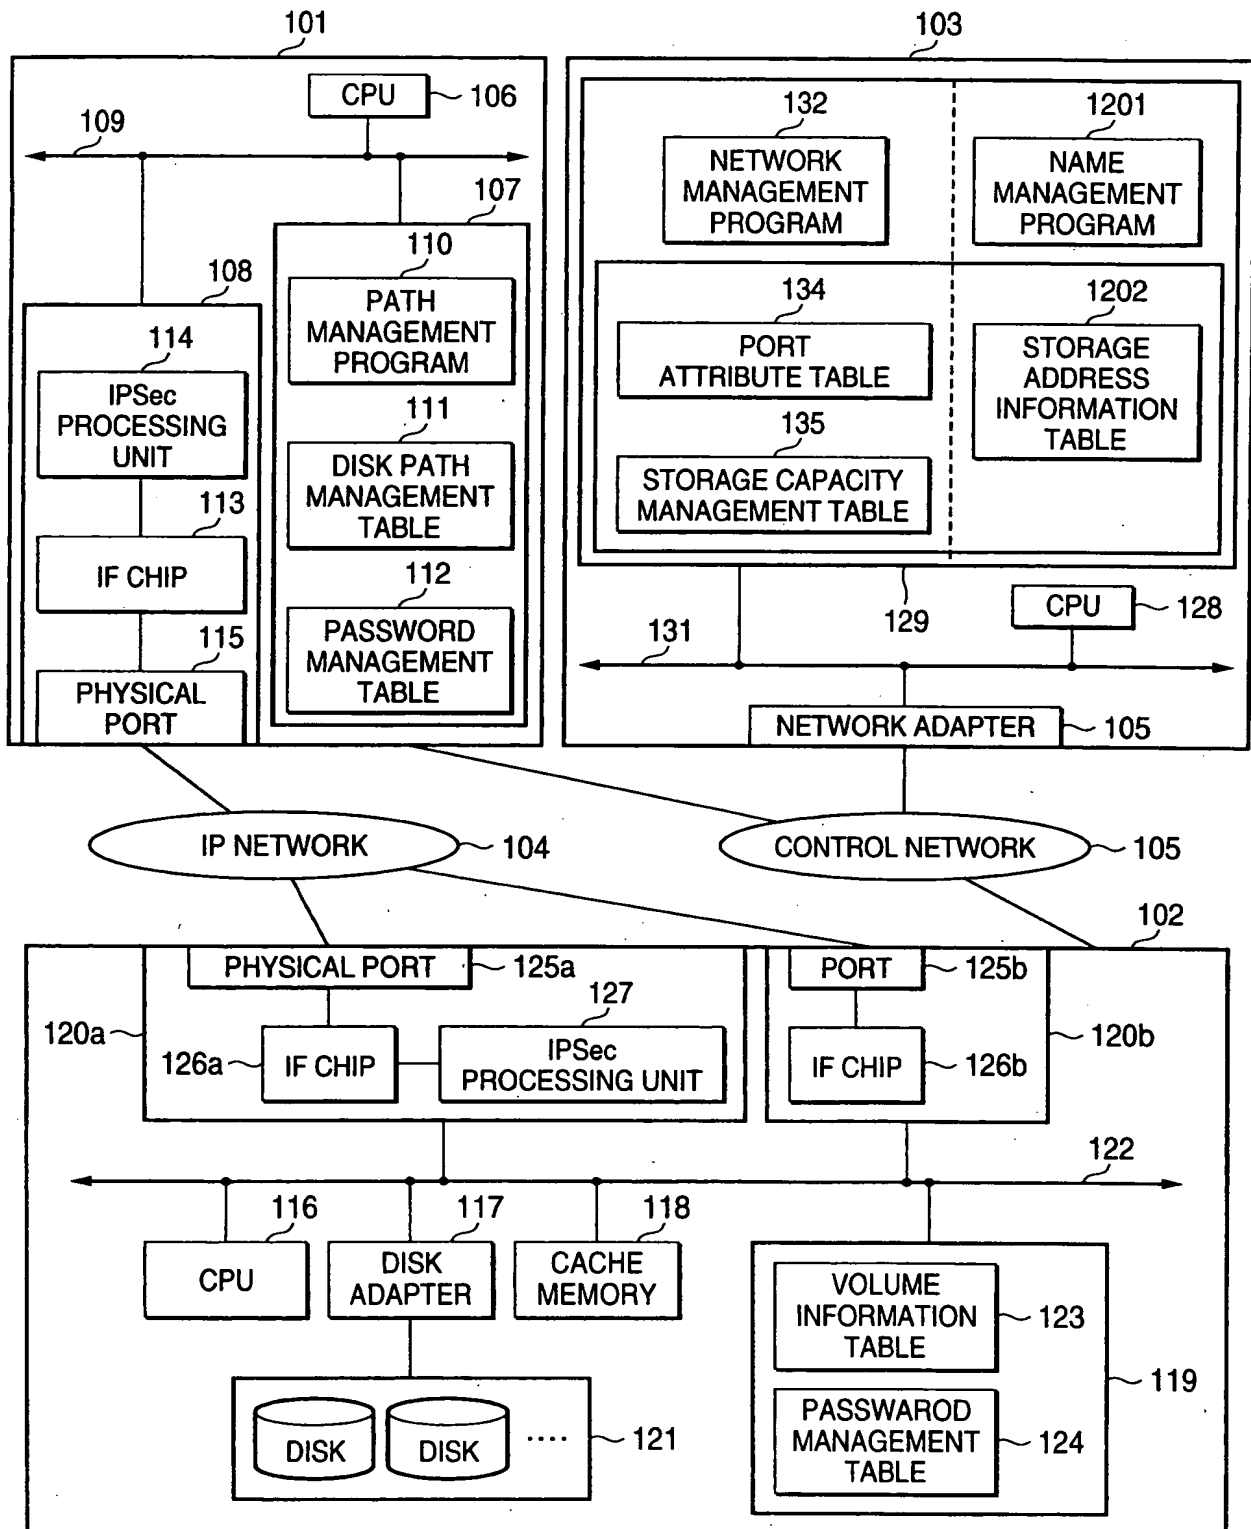 101
103
CPU
106
109
132
1201
NETWORK
MANAGEMENT
PROGRAM
NAME
MANAGEMENT
PROGRAM
107
110
108
PATH
MANAGEMENT
PROGRAM
134
1202
114
PORT
ATTRIBUTE TABLE
STORAGE
ADDRESS
INFORMATION
TABLE
IPSec
PROCESSING
UNIT
111
135
DISK PATH
MANAGEMENT
TABLE
STORAGE CAPACITY
MANAGEMENT TABLE
113
IF CHIP
112
129
CPU
128
PASSWORD
MANAGEMENT
TABLE
115
131
PHYSICAL
PORT
NETWORK ADAPTER
105
IP NETWORK
104
CONTROL NETWORK
105
102
PHYSICAL PORT
125a
PORT
125b
127
120a
126a
IF CHIP
IPSec
PROCESSING UNIT
IF CHIP
126b
120b
122
116
117
118
CPU
DISK
ADAPTER
CACHE
MEMORY
VOLUME
INFORMATION
TABLE
123
119
PASSWAROD
MANAGEMENT
TABLE
124
DISK
DISK
....
121